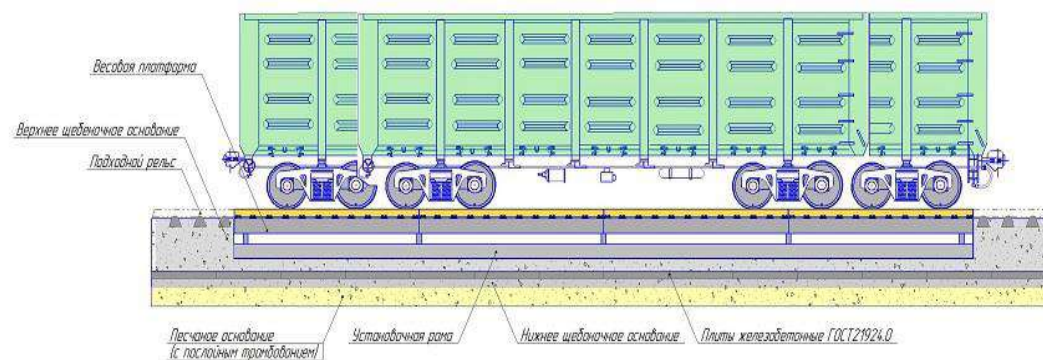 Весовая платформа
Верхнее щебеночное основание
Подходной рельс
Песчаное основание
(с послойным трамбованием)
Установочная рама
Нижнее щебеночное основание
Плиты железобетонные ГОСТ21924.0